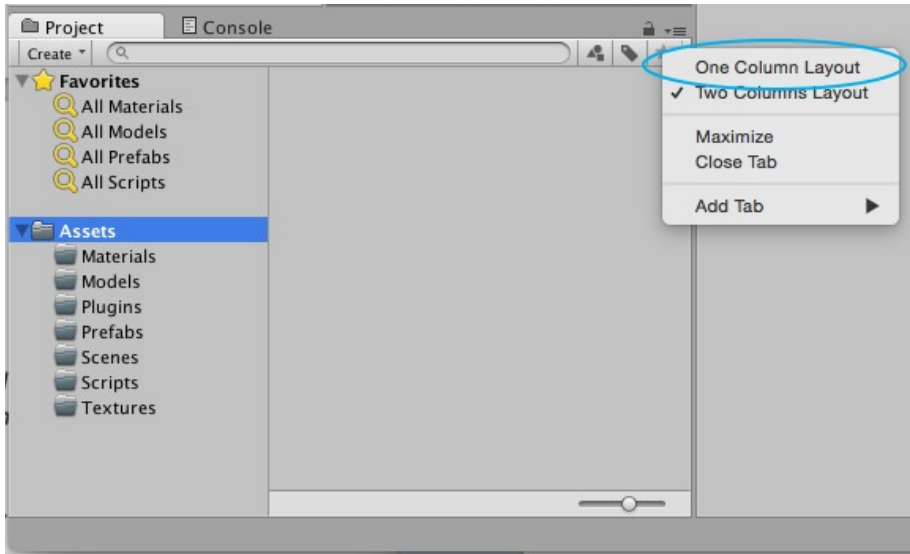 Project
Console
Create
Favorites
All Materials
All Models
All Prefabs
All Scripts
Assets
Materials
Models
Plugins
Prefabs
Scenes
Scripts
Textures
One Column Layout
Two Columns Layout
Maximize
Close Tab
Add Tab